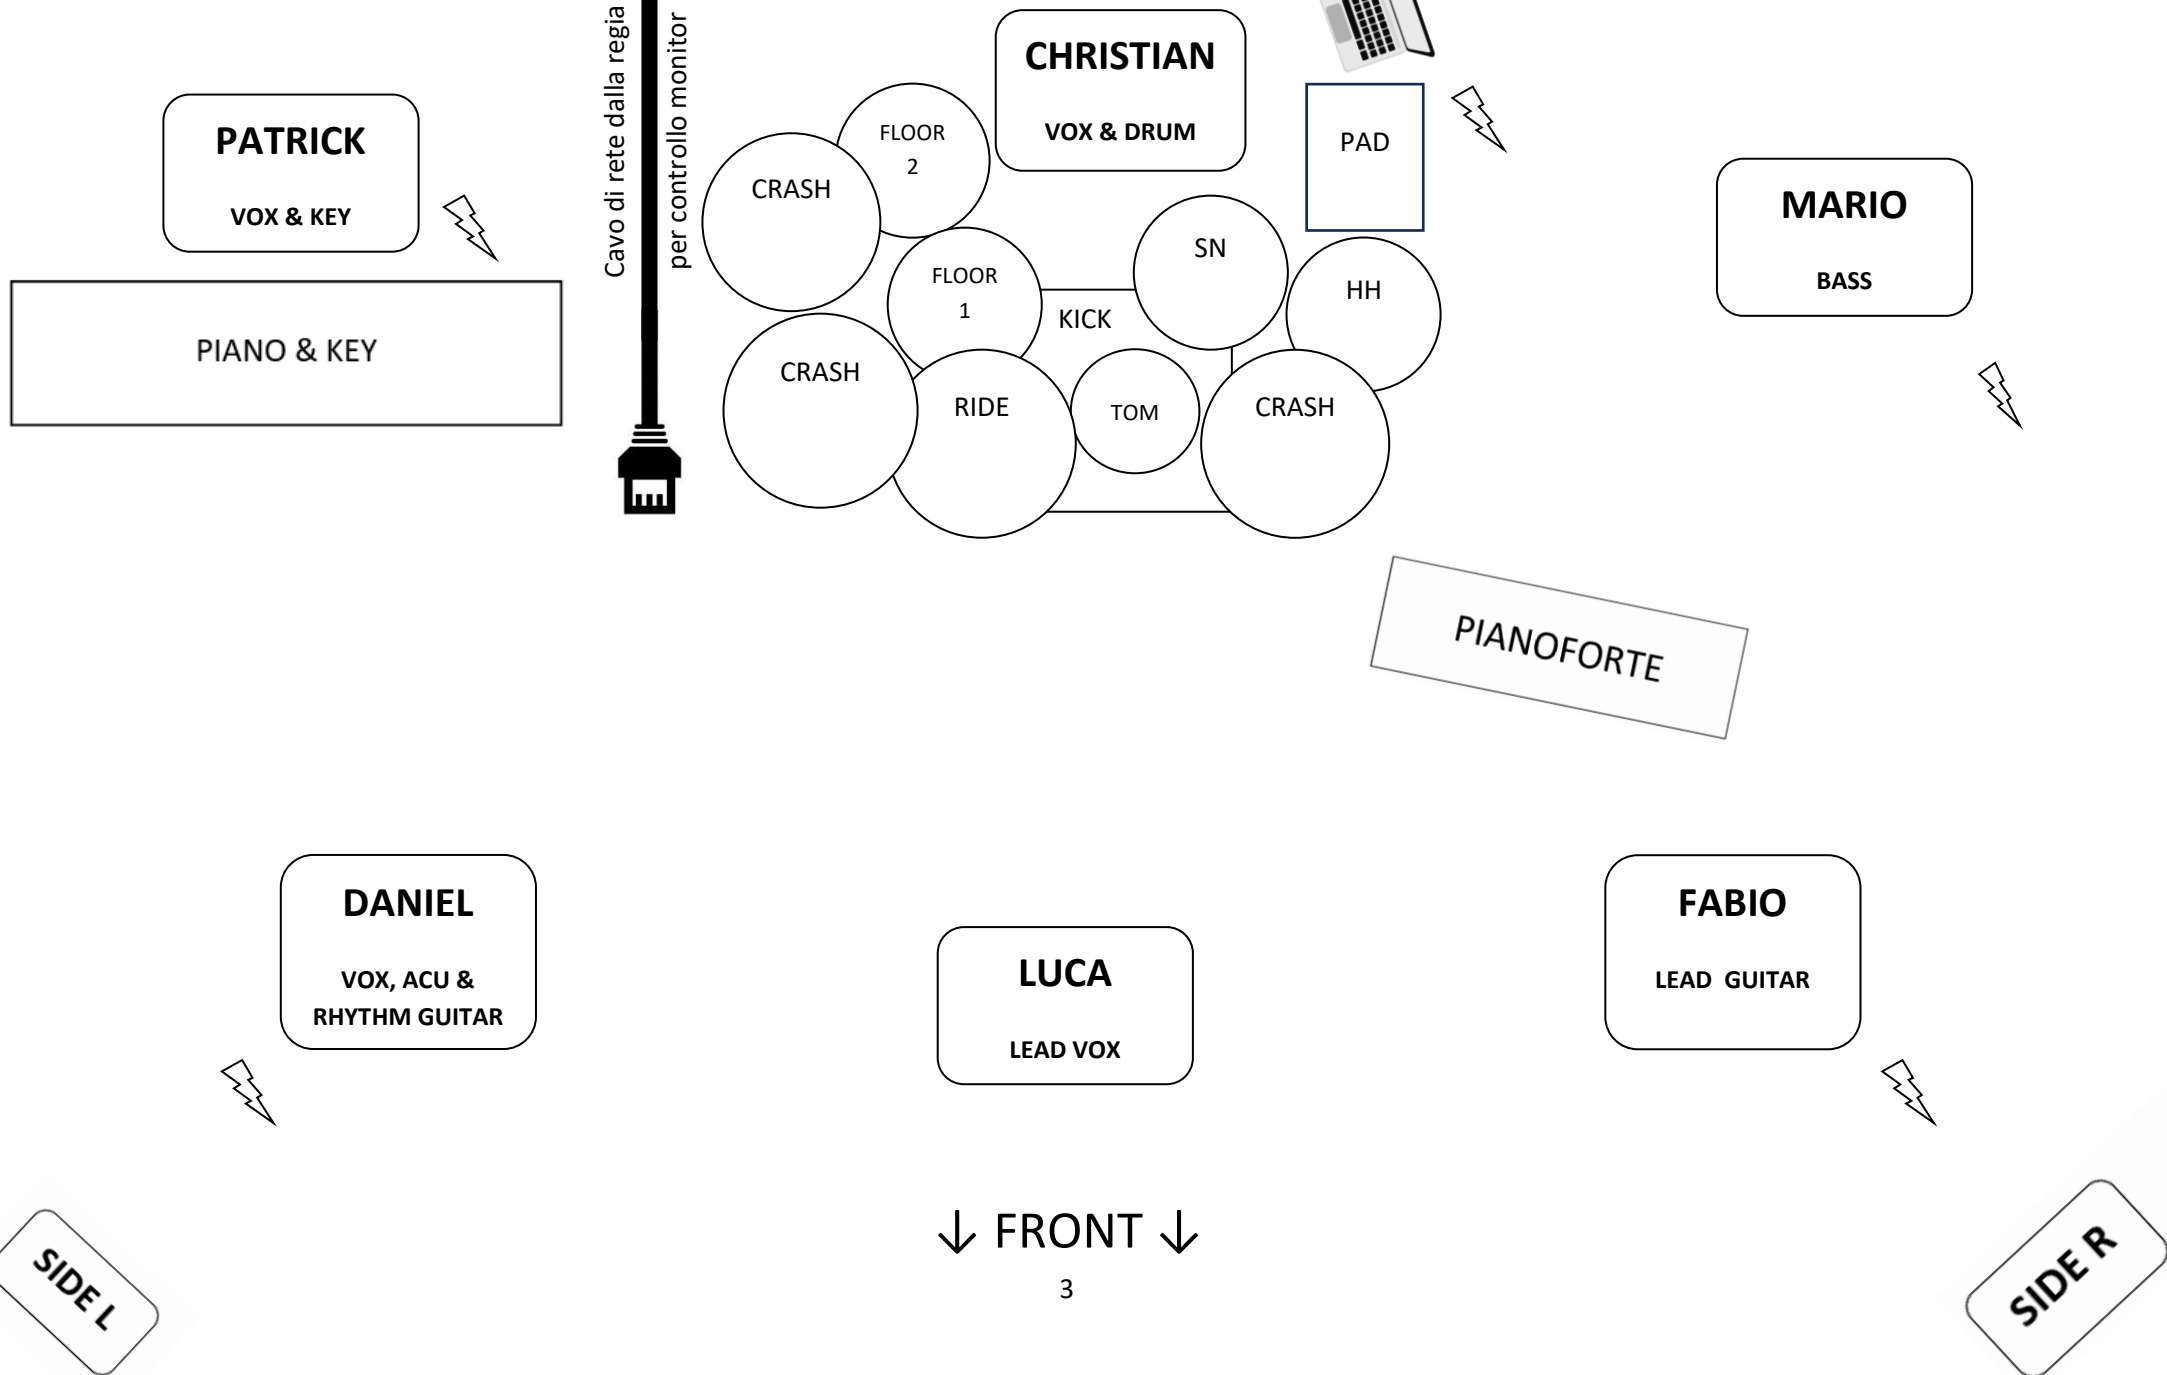 Cavo di rete dalla regia
per controllo monitor
CHRISTIAN
VOX & DRUM
PATRICK
VOX & KEY
PIANO & KEY
FLOOR
2
CRASH
PAD
MARIO
BASS
SN
HH
FLOOR
1
KICK
CRASH
RIDE
TOM
CRASH
PIANOFORTE
DANIEL
VOX, ACU &
RHYTHM GUITAR
LUCA
LEAD VOX
FABIO
LEAD  GUITAR
SIDE L
↓ FRONT ↓
3
SIDE R